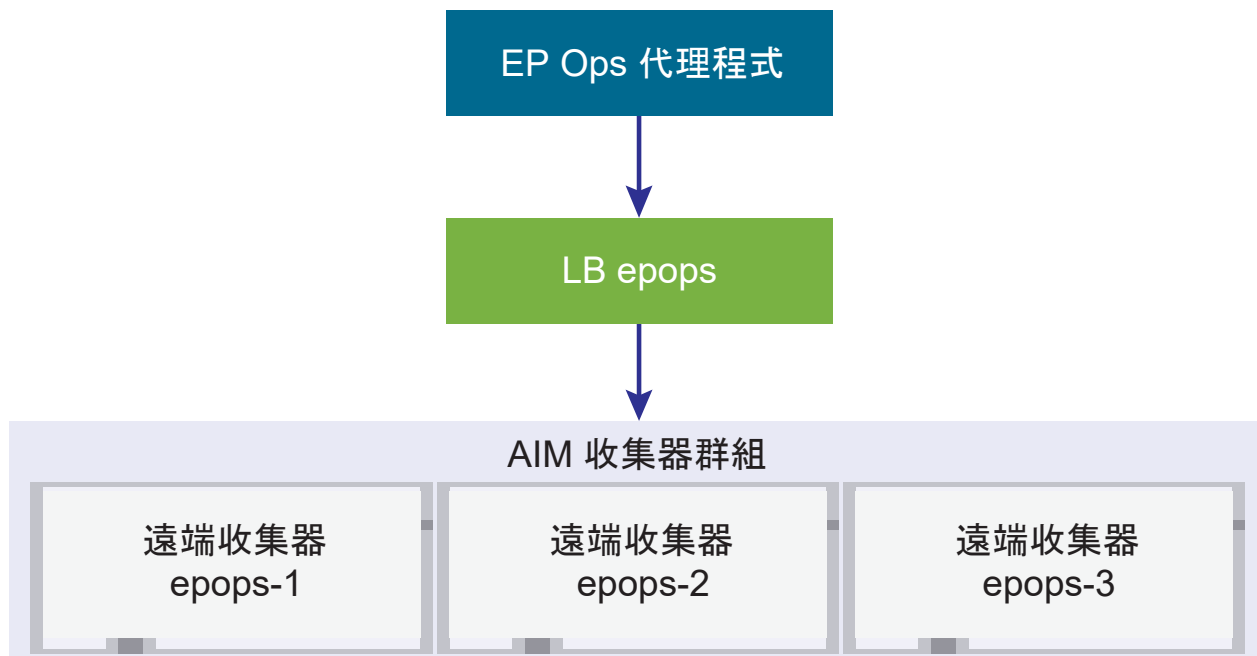 EP Ops 代理程式
LB epops
AIM 收集器群組
遠端收集器
epops-1
遠端收集器
epops-2
遠端收集器
epops-3